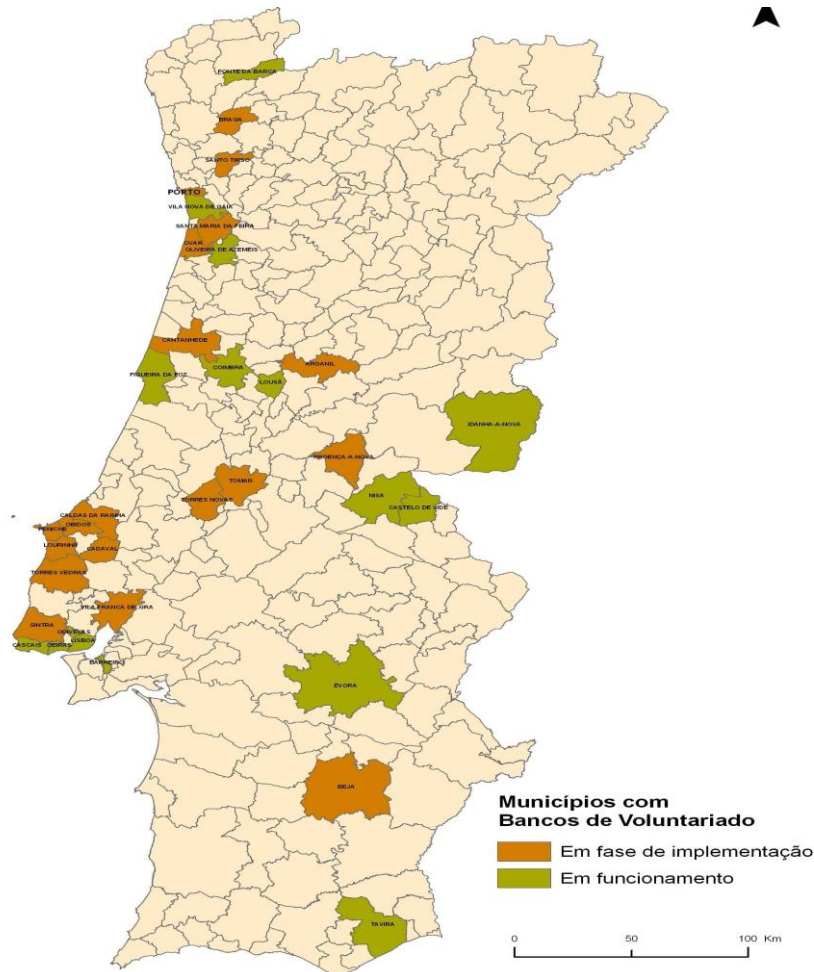 PONTE DA BARCA
BRAGA
SANTO TIRSO
PORTO
VILA NOVA DE GAIA
SANTA MARIA DA FEIRA
OVAR
OLIVEIRA DE AZEMEIS
CANTANHEDE
FIGUEIRA DA FOZ
COIMBRA
LOUSÃ
ARGANIL
IDANHA-A-NOVA
PROENÇA-A-NOVA
TOMAR
TORRES NOVAS
NISA
CASTELO DE VIDE
CALDAS DA RAINHA
ÓBIDOS
PENICHE
LOURINHÃ
CADAVAL
TORRES VEDRAS
VILA FRANCA DE XIRA
SINTRA
ODIVELAS
LISBOA
CASCAIS
OEIRAS
BARREIRO
ÉVORA
BEJA
TAVIRA
Municípios com
Bancos de Voluntariado
Em fase de implementação
Em funcionamento
0 50 100 Km